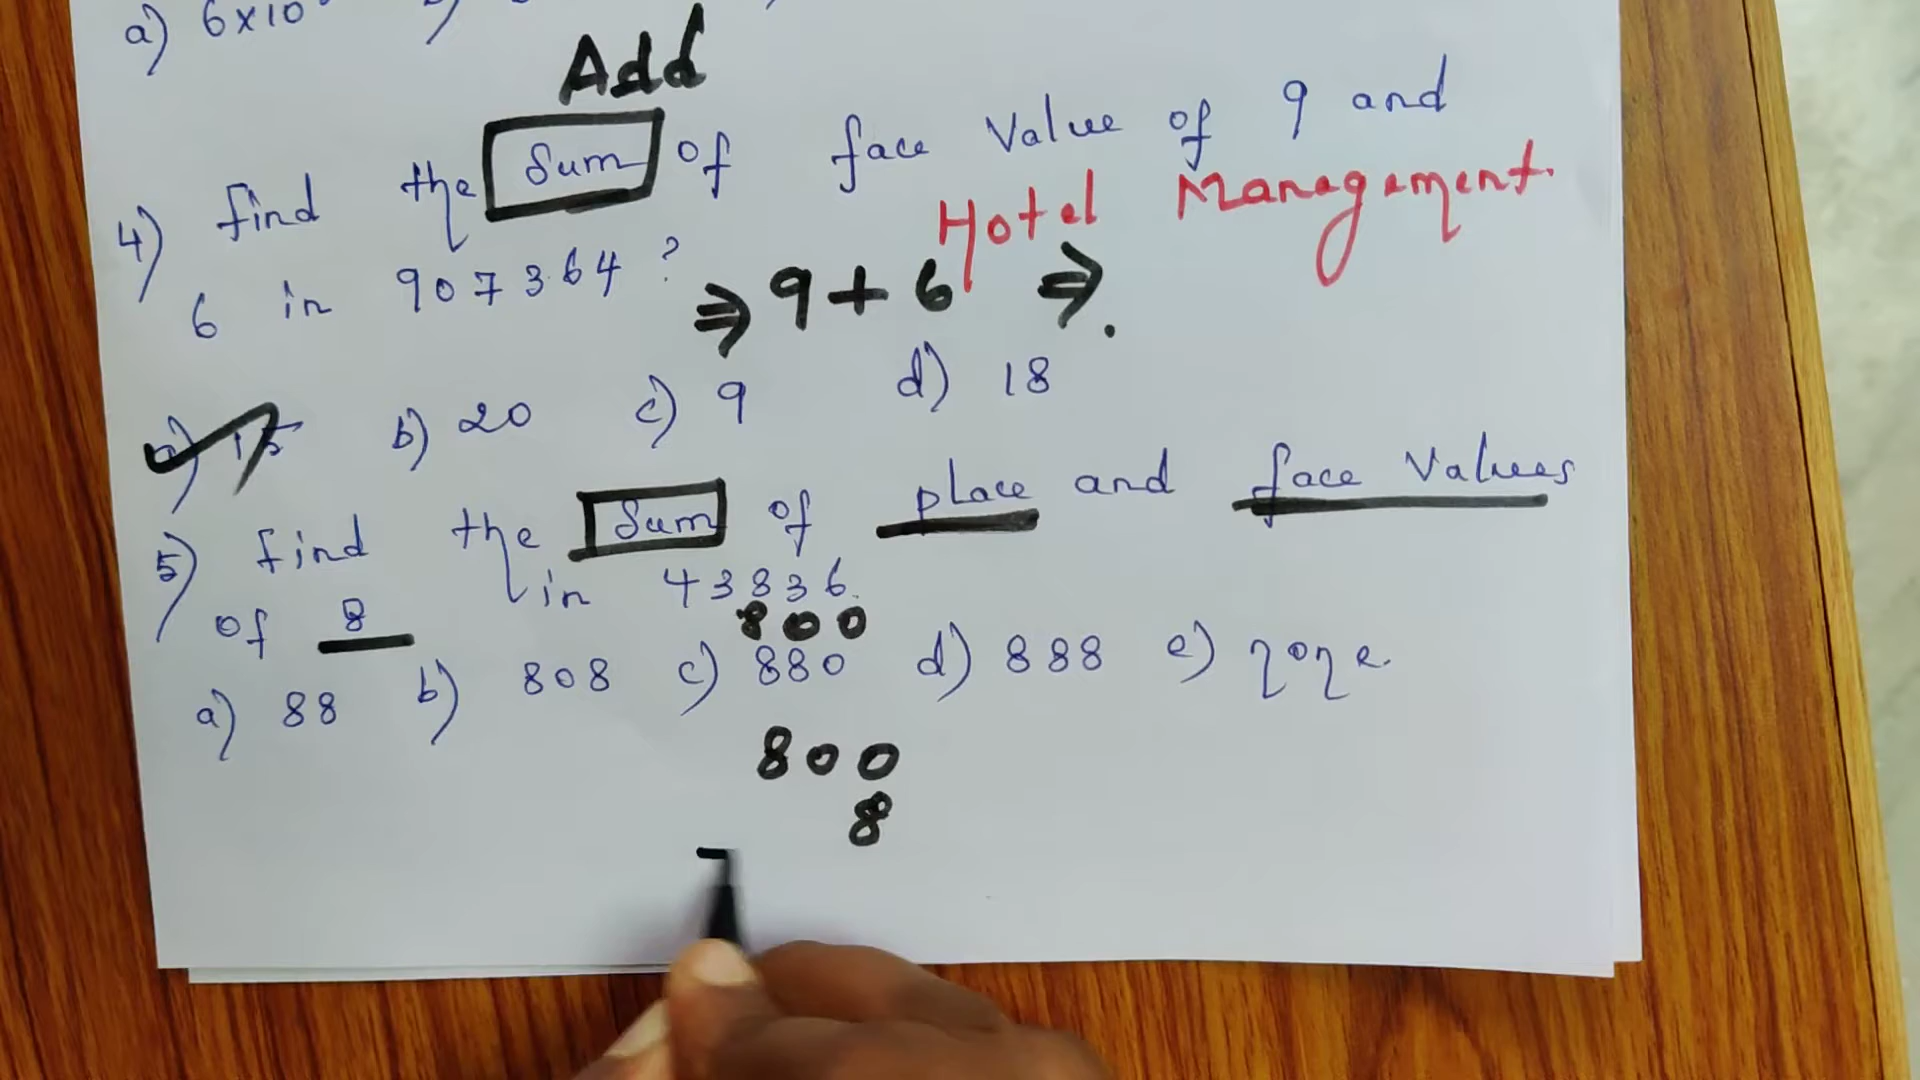 a) 6x10
Add
4) find the Sum of face Value of 9 and
Hotel Management.
6 in 907364 ? ⇒ 9+6 ⇒.
a) 15 b) 20 c) 9 d) 18
5) find the Sum of place and face Values
of 8 in 43836.
800
a) 88 b) 808 c) 880 d) 888 e) none.
800
8